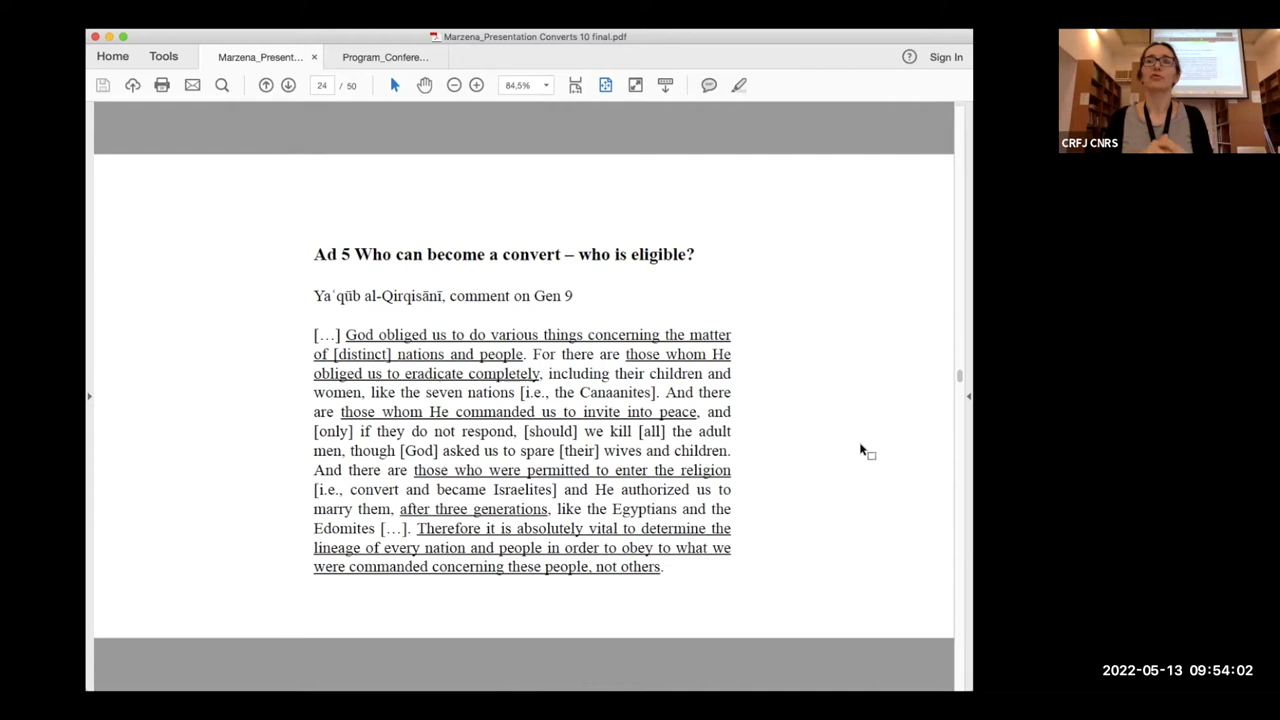 Marzena_Presentation Converts 10 final.pdf
Home
Tools
Marzena_Present...
×
Program_Confere...
?
Sign In
24 / 50
84,5%
Ad 5 Who can become a convert – who is eligible?
Yaʿqūb al-Qirqisānī, comment on Gen 9
[…] God obliged us to do various things concerning the matter
of [distinct] nations and people. For there are those whom He
obliged us to eradicate completely, including their children and
women, like the seven nations [i.e., the Canaanites]. And there
are those whom He commanded us to invite into peace, and
[only] if they do not respond, [should] we kill [all] the adult
men, though [God] asked us to spare [their] wives and children.
And there are those who were permitted to enter the religion
[i.e., convert and became Israelites] and He authorized us to
marry them, after three generations, like the Egyptians and the
Edomites […]. Therefore it is absolutely vital to determine the
lineage of every nation and people in order to obey to what we
were commanded concerning these people, not others.
CRFJ CNRS
2022-05-13 09:54:02